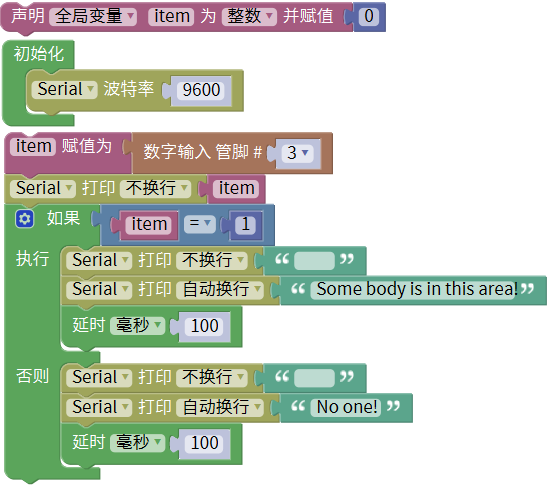 声明 全局变量 item 为 整数 并赋值 0
初始化
Serial 波特率 9600
item 赋值为 数字输入 管脚 # 3
Serial 打印 不换行 item
如果 item = 1
执行 Serial 打印 不换行 “ ”
Serial 打印 自动换行 “ Some body is in this area! ”
延时 毫秒 100
否则 Serial 打印 不换行 “ ”
Serial 打印 自动换行 “ No one! ”
延时 毫秒 100